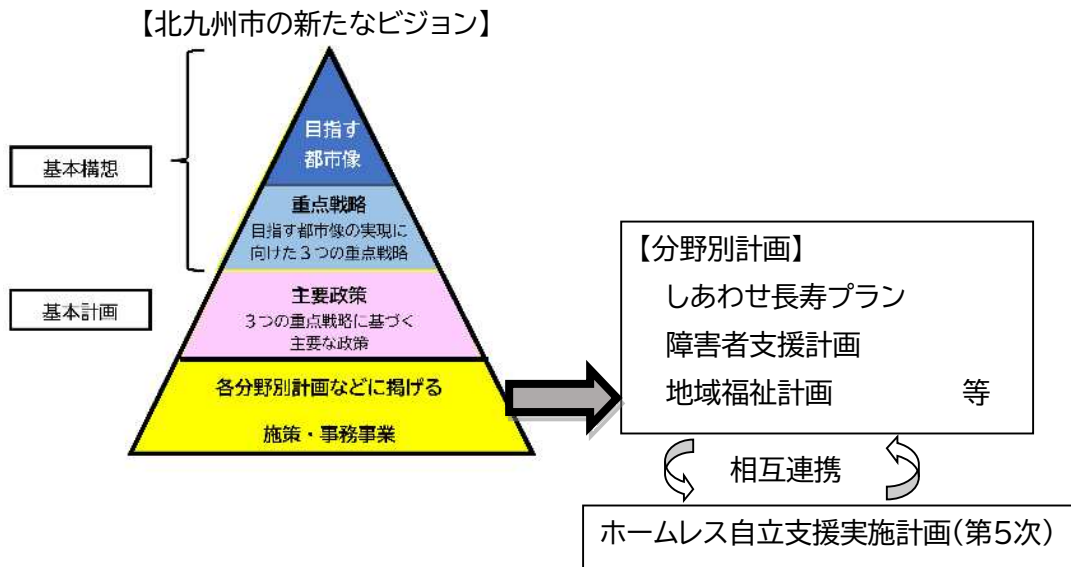 【北九州市の新たなビジョン】
目指す
都市像
基本構想
重点戦略
目指す都市像の実現に
向けた３つの重点戦略
基本計画
主要政策
３つの重点戦略に基づく
主要な政策
各分野別計画などに掲げる
施策・事務事業
【分野別計画】
しあわせ長寿プラン
障害者支援計画
地域福祉計画 等
相互連携
ホームレス自立支援実施計画(第5次)